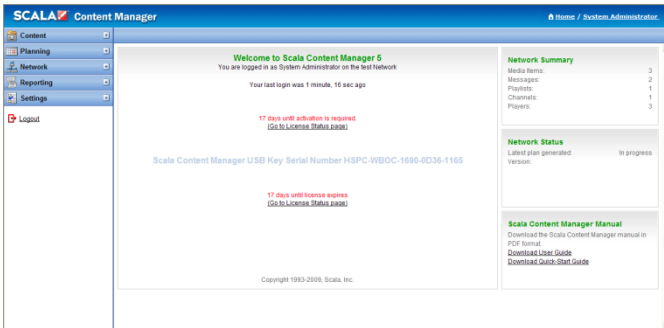 SCALA Content Manager
Home / System Administrator
Content
Planning
Network
Reporting
Settings
Logout
Welcome to Scala Content Manager 5
You are logged in as System Administrator on the test Network
Your last login was 1 minute, 16 sec ago
17 days until activation is required.
(Go to License Status page)
Scala Content Manager USB Key Serial Number HSPC-WBOC-1690-0D36-1165
17 days until license expires
(Go to License Status page)
Copyright 1993-2009, Scala, Inc.
Network Summary
Media Items: 3
Messages: 2
Playlists: 1
Channels: 1
Players: 3
Network Status
Latest plan generated: In progress
Version:
Scala Content Manager Manual
Download the Scala Content Manager manual in
PDF format.
Download User Guide
Download Quick-Start Guide